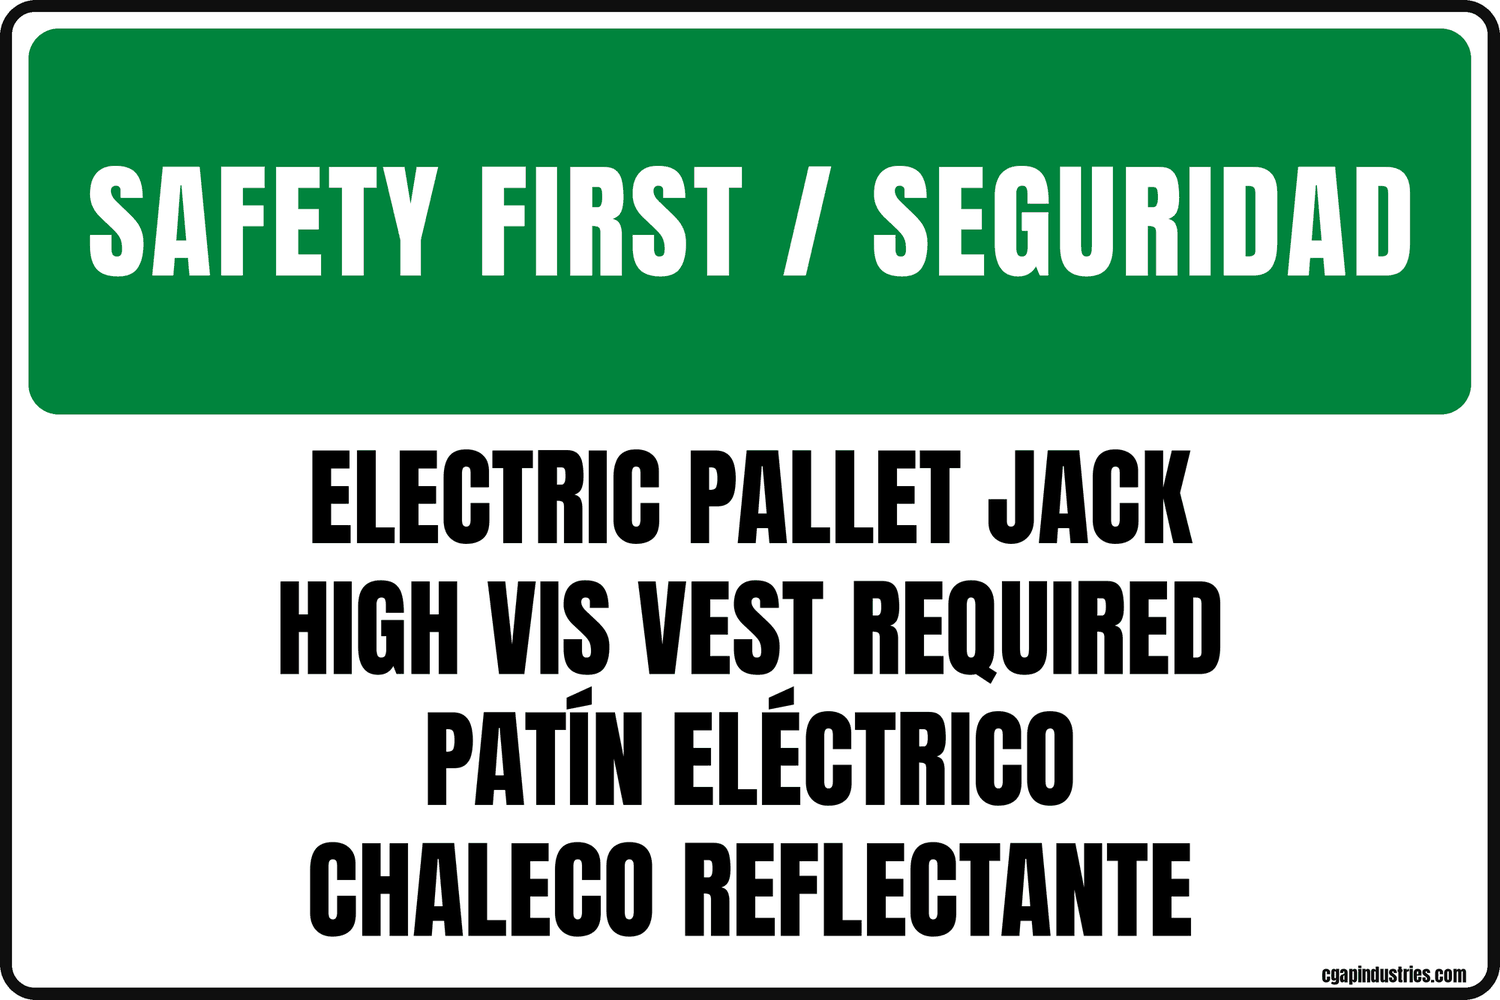 SAFETY FIRST / SEGURIDAD
ELECTRIC PALLET JACK
HIGH VIS VEST REQUIRED
PATÍN ELÉCTRICO
CHALECO REFLECTANTE
cgapindustries.com